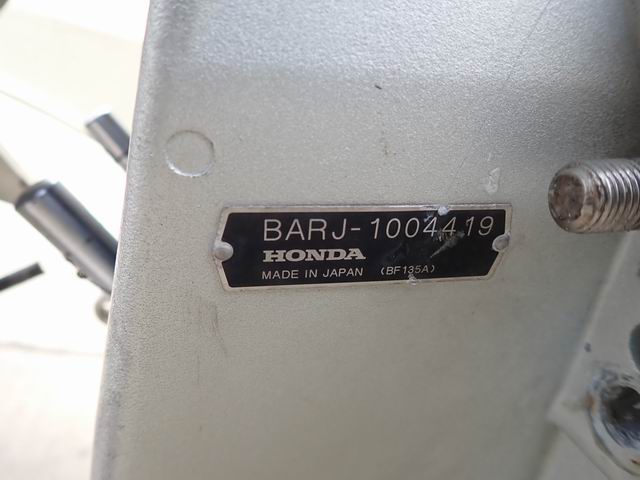 BARJ-1004419
HONDA
MADE IN JAPAN (BF135A)